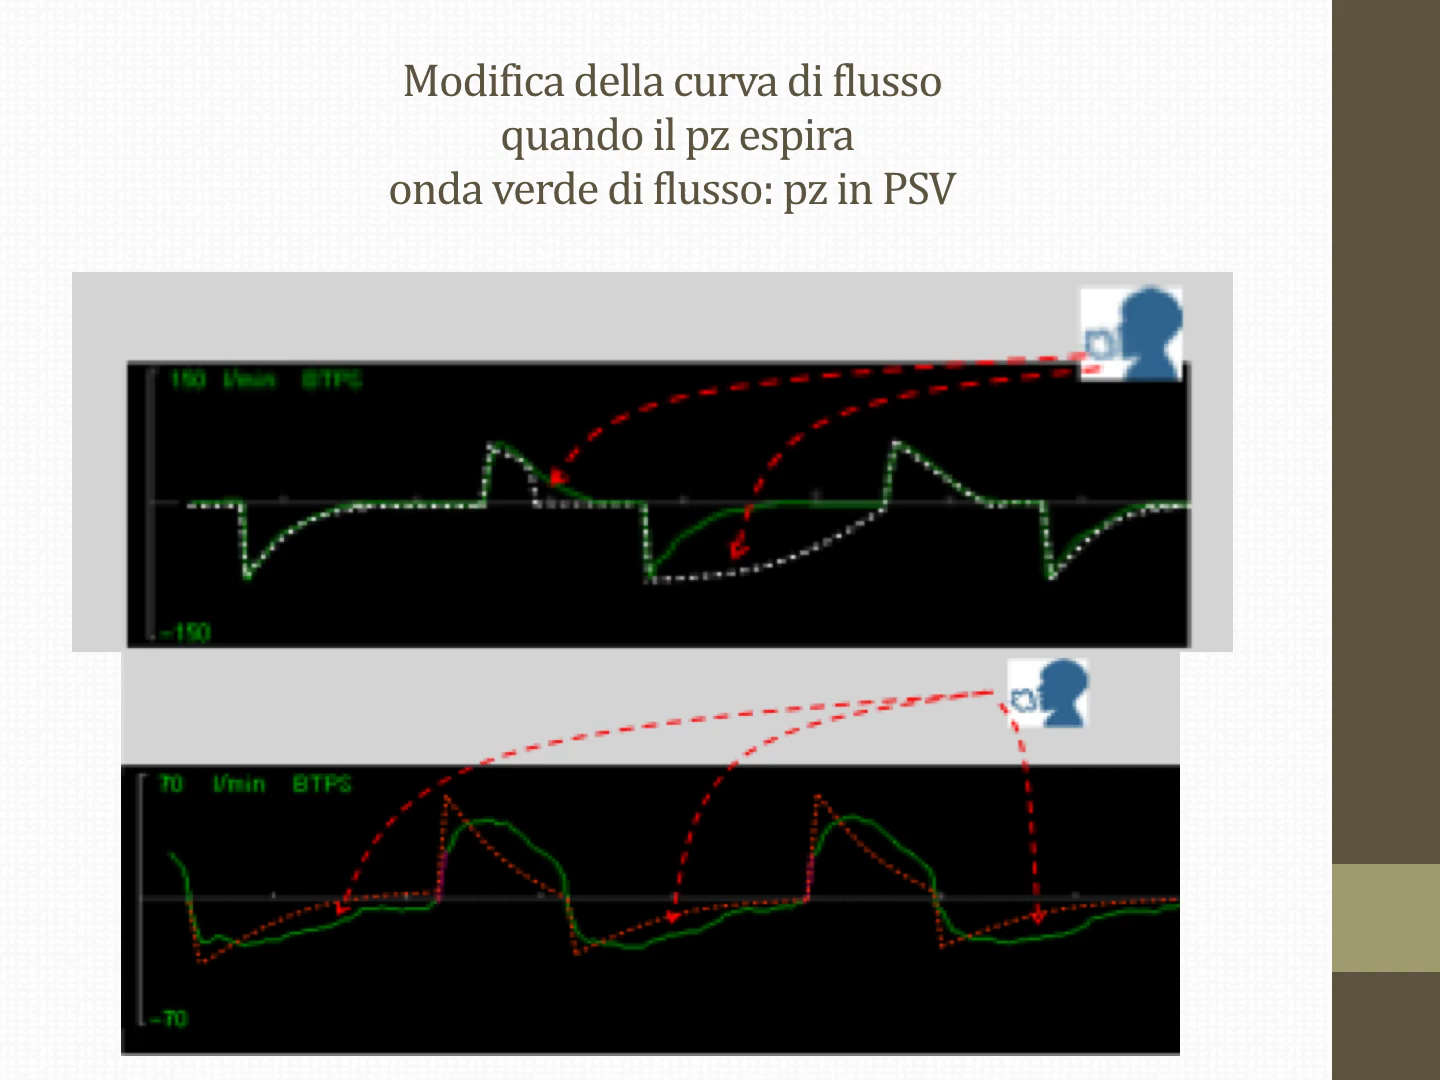 Modifica della curva di flusso
quando il pz espira
onda verde di flusso: pz in PSV
150 l/min BTPS
-150
70 l/min BTPS
-70